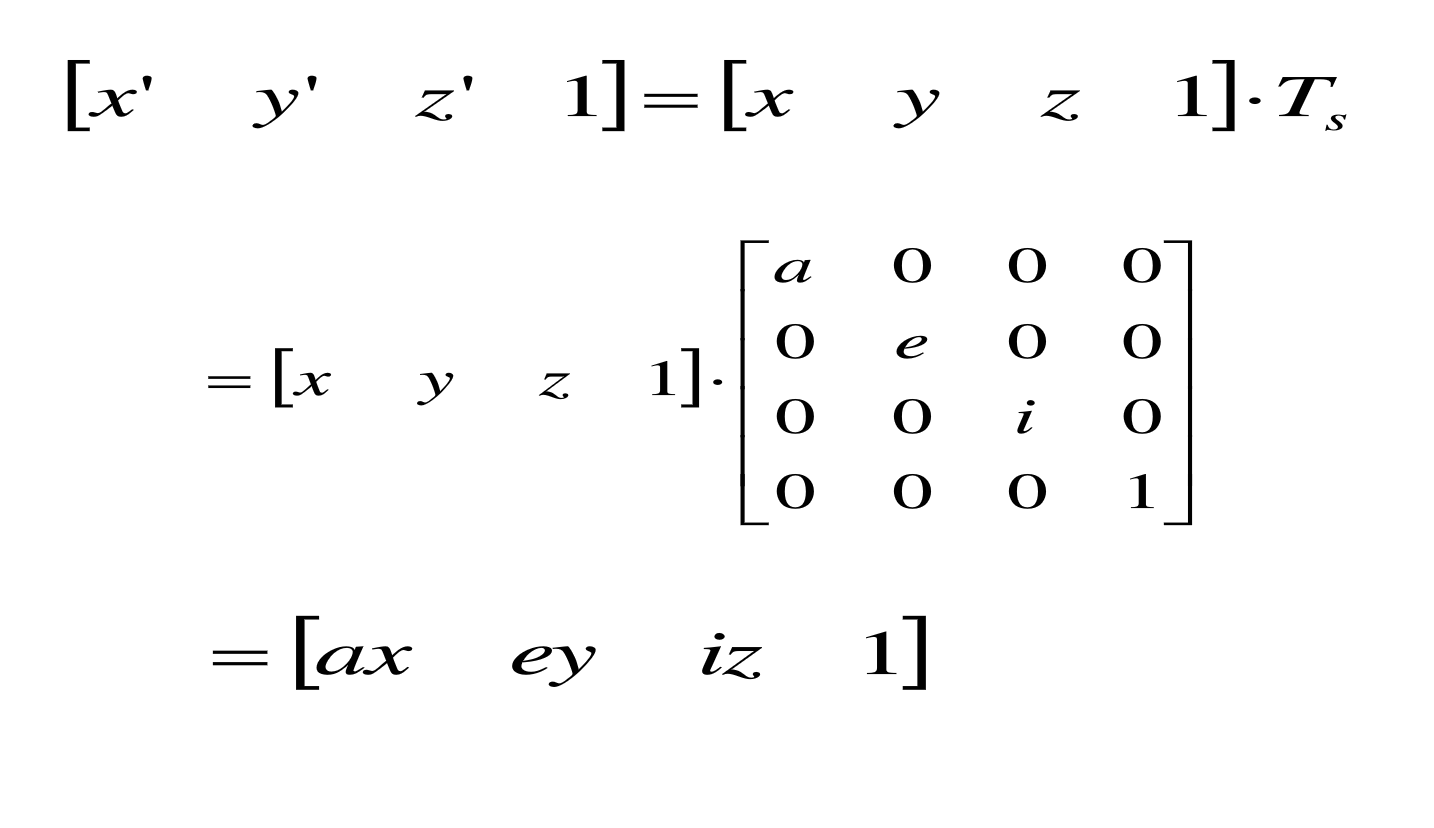 [x' y' z' 1] = [x y z 1] · Tₛ
= [x y z 1] · [a 0 0 0
0 e 0 0
0 0 i 0
0 0 0 1]
= [ax ey iz 1]